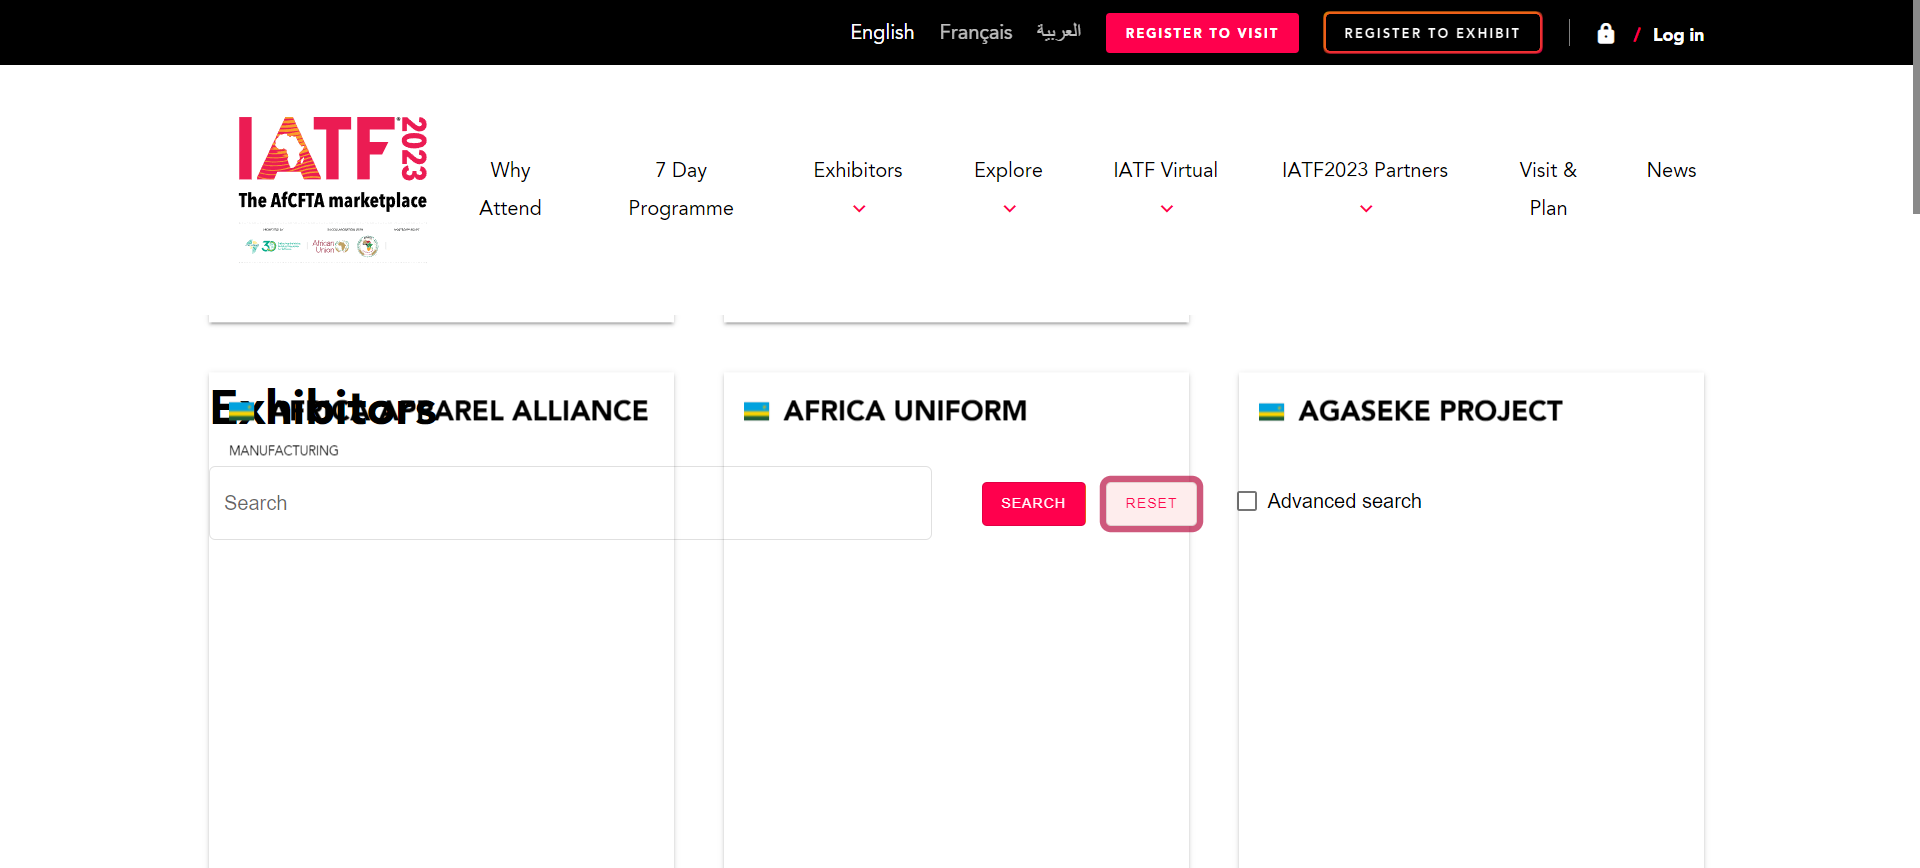 English Français العربية REGISTER TO VISIT REGISTER TO EXHIBIT / Log in
IATF 2023
The AfCFTA marketplace
African Union
Why Attend
7 Day Programme
Exhibitors
Explore
IATF Virtual
IATF2023 Partners
Visit & Plan
News
Exhibitors
AFRICA APPAREL ALLIANCE
AFRICA UNIFORM
AGASEKE PROJECT
MANUFACTURING
Search SEARCH RESET Advanced search